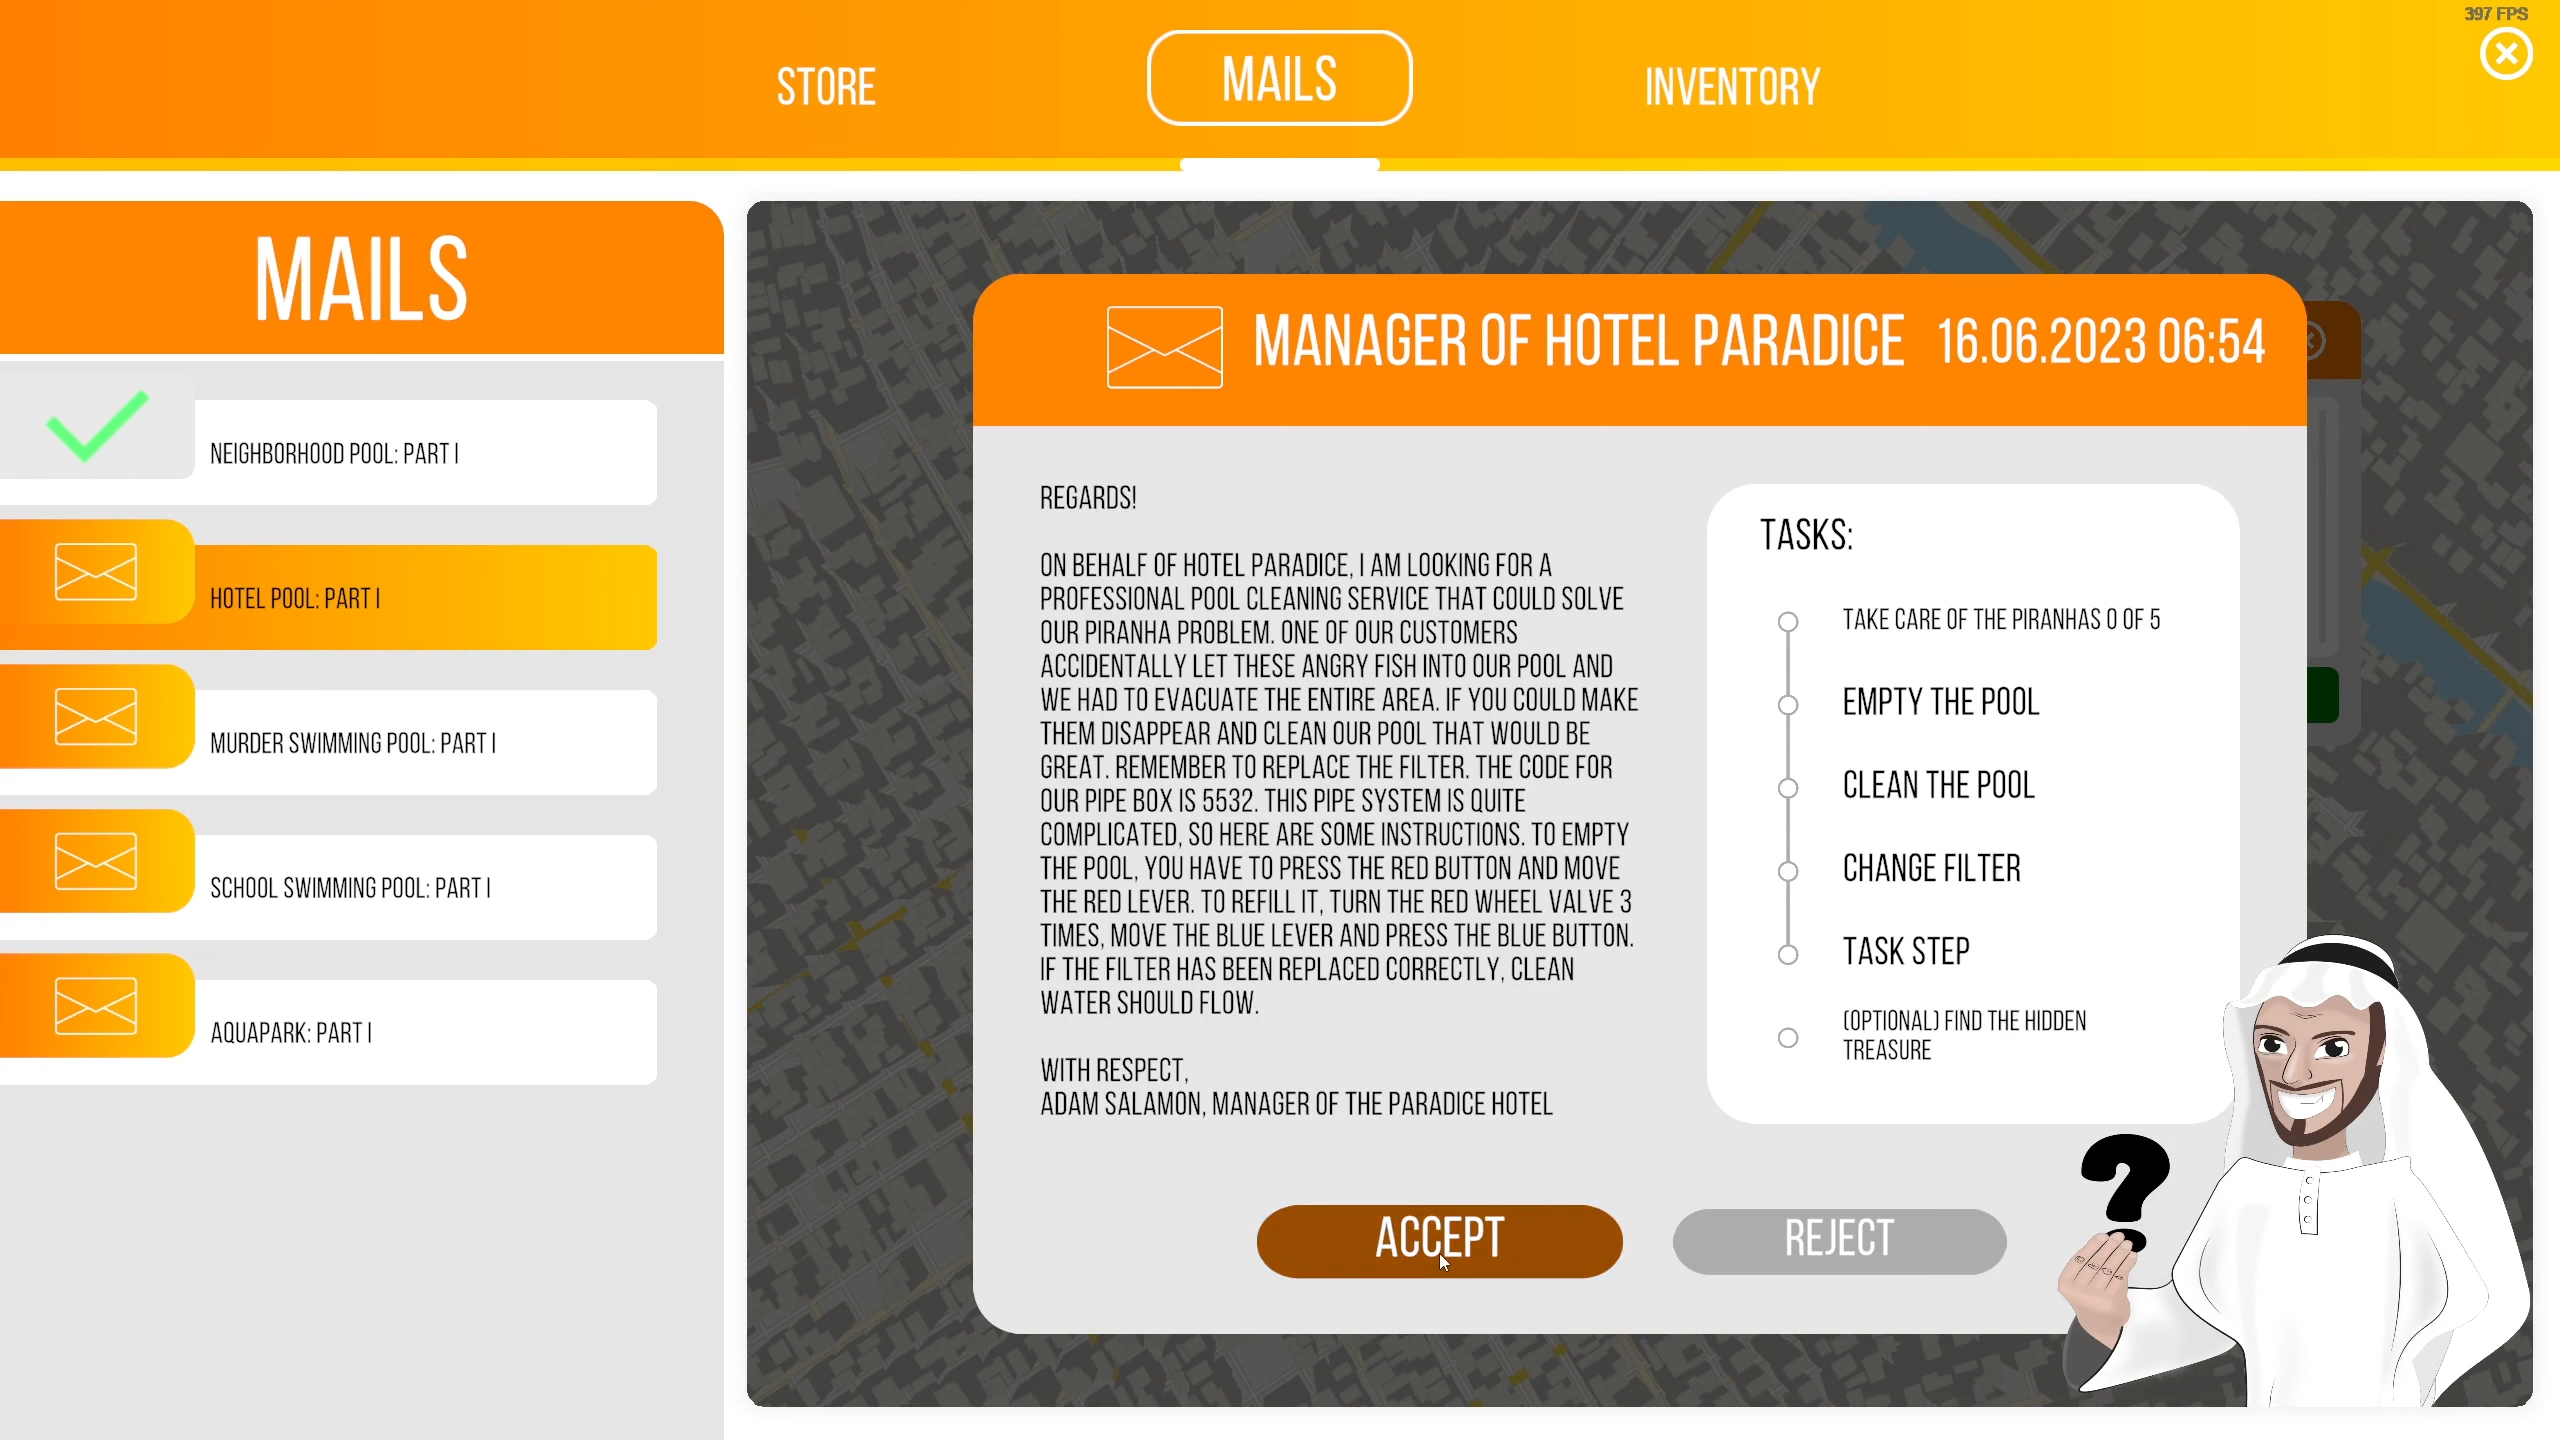 397 FPS
STORE
MAILS
INVENTORY
MAILS
NEIGHBORHOOD POOL: PART I
HOTEL POOL: PART I
MURDER SWIMMING POOL: PART I
SCHOOL SWIMMING POOL: PART I
AQUAPARK: PART I
MANAGER OF HOTEL PARADICE 16.06.2023 06:54
REGARDS!
ON BEHALF OF HOTEL PARADICE, I AM LOOKING FOR A
PROFESSIONAL POOL CLEANING SERVICE THAT COULD SOLVE
OUR PIRANHA PROBLEM. ONE OF OUR CUSTOMERS
ACCIDENTALLY LET THESE ANGRY FISH INTO OUR POOL AND
WE HAD TO EVACUATE THE ENTIRE AREA. IF YOU COULD MAKE
THEM DISAPPEAR AND CLEAN OUR POOL THAT WOULD BE
GREAT. REMEMBER TO REPLACE THE FILTER. THE CODE FOR
OUR PIPE BOX IS 5532. THIS PIPE SYSTEM IS QUITE
COMPLICATED, SO HERE ARE SOME INSTRUCTIONS. TO EMPTY
THE POOL, YOU HAVE TO PRESS THE RED BUTTON AND MOVE
THE RED LEVER. TO REFILL IT, TURN THE RED WHEEL VALVE 3
TIMES, MOVE THE BLUE LEVER AND PRESS THE BLUE BUTTON.
IF THE FILTER HAS BEEN REPLACED CORRECTLY, CLEAN
WATER SHOULD FLOW.
WITH RESPECT,
ADAM SALAMON, MANAGER OF THE PARADICE HOTEL
TASKS:
TAKE CARE OF THE PIRANHAS 0 OF 5
EMPTY THE POOL
CLEAN THE POOL
CHANGE FILTER
TASK STEP
(OPTIONAL) FIND THE HIDDEN
TREASURE
ACCEPT
REJECT
?